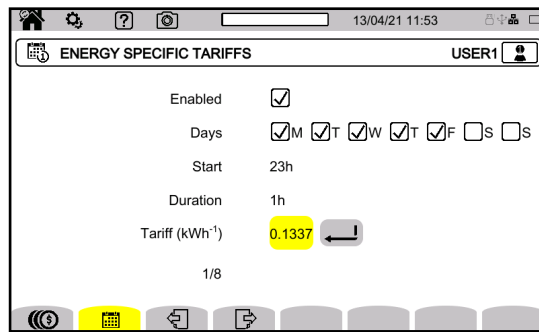 13/04/21 11:53
ENERGY SPECIFIC TARIFFS USER1
Enabled
Days M T W T F S S
Start 23h
Duration 1h
Tariff (kWh⁻¹) 0.1337
1/8